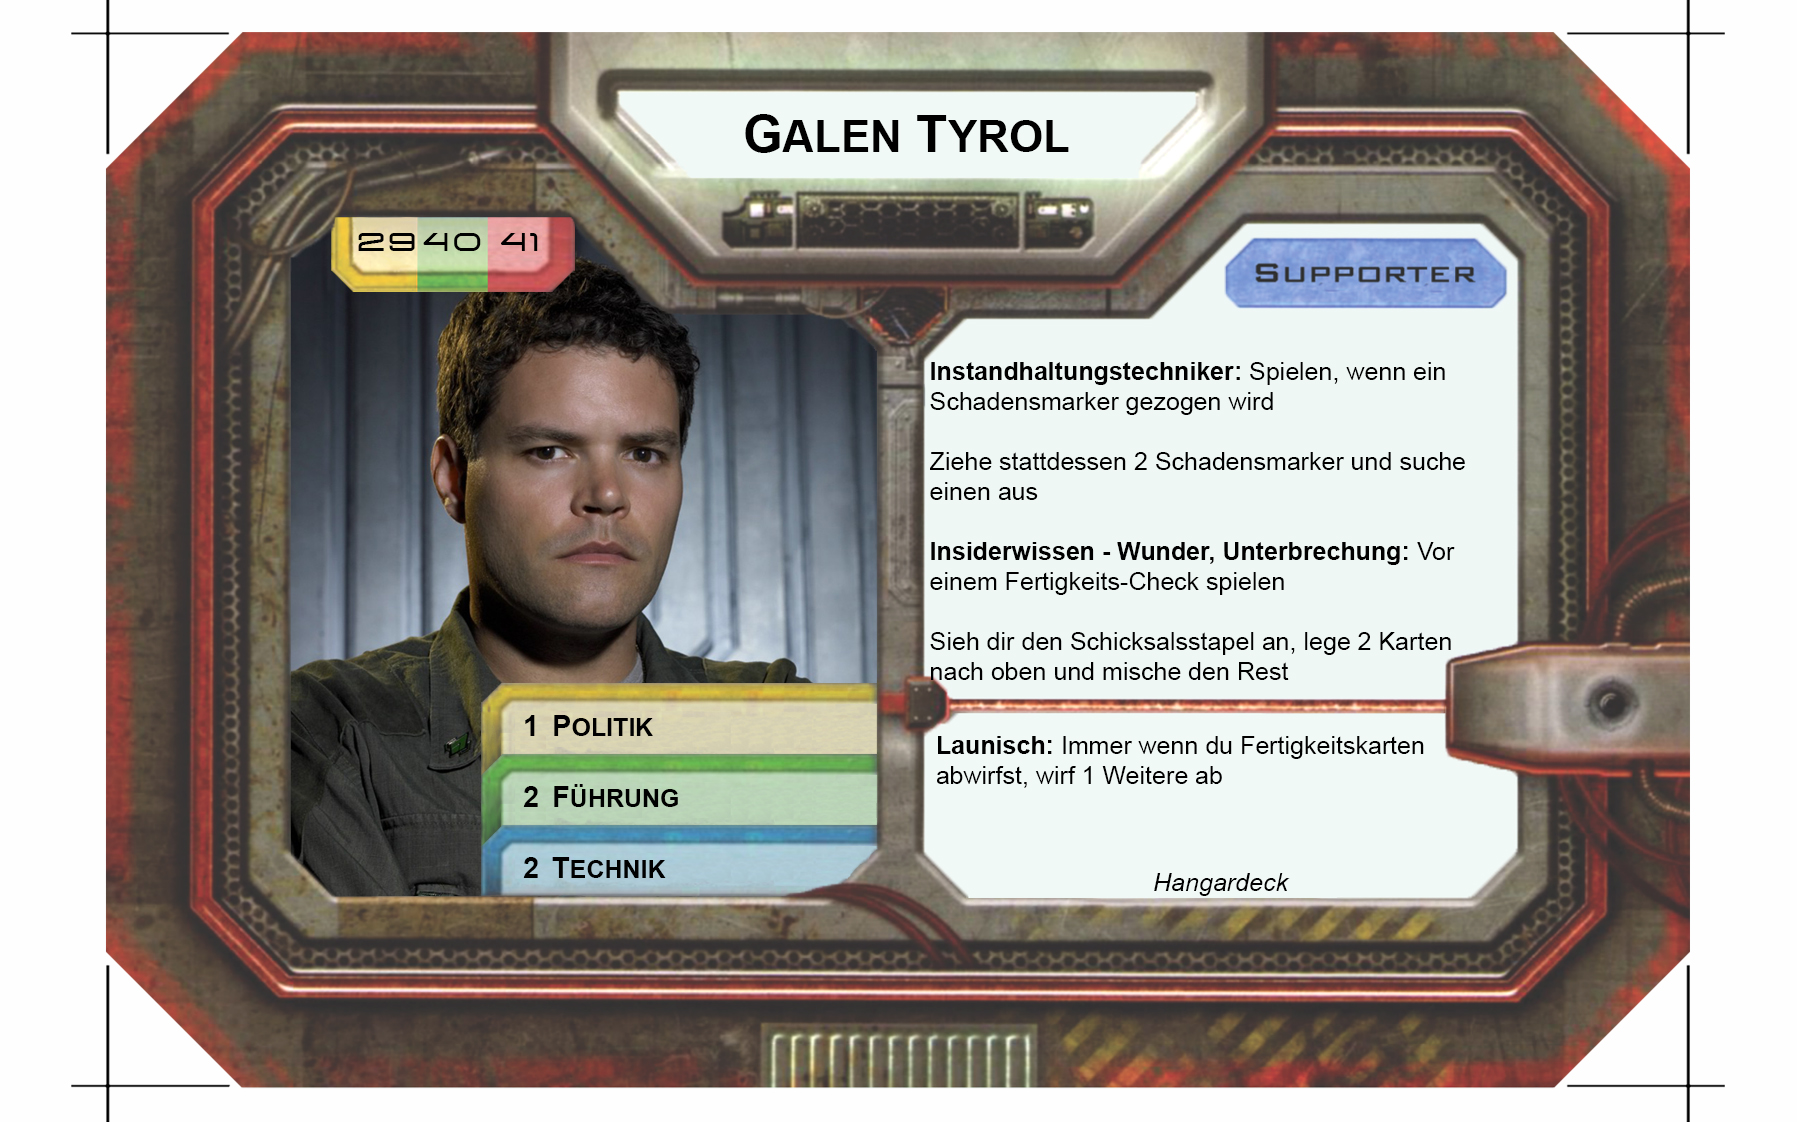 GALEN TYROL
29 40 41
SUPPORTER
Instandhaltungstechniker: Spielen, wenn ein
Schadensmarker gezogen wird
Ziehe stattdessen 2 Schadensmarker und suche
einen aus
Insiderwissen - Wunder, Unterbrechung: Vor
einem Fertigkeits-Check spielen
Sieh dir den Schicksalsstapel an, lege 2 Karten
nach oben und mische den Rest
1 POLITIK
2 FÜHRUNG
2 TECHNIK
Launisch: Immer wenn du Fertigkeitskarten
abwirfst, wirf 1 Weitere ab
Hangardeck